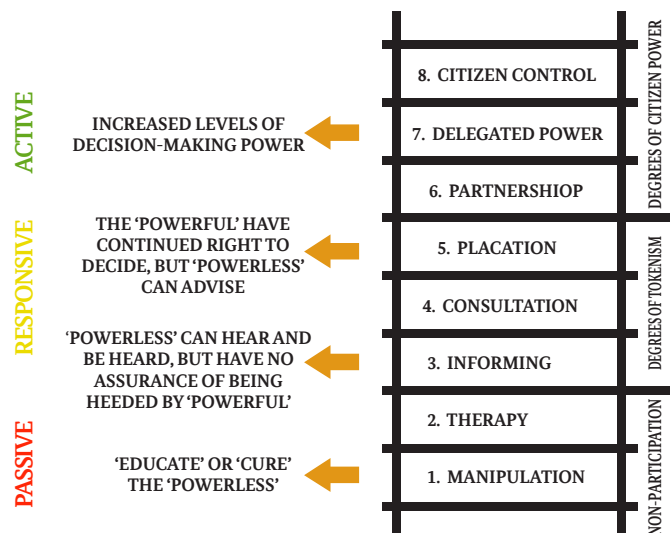 ACTIVE
RESPONSIVE
PASSIVE
INCREASED LEVELS OF
DECISION-MAKING POWER
THE ‘POWERFUL’ HAVE
CONTINUED RIGHT TO
DECIDE, BUT ‘POWERLESS’
CAN ADVISE
‘POWERLESS’ CAN HEAR AND
BE HEARD, BUT HAVE NO
ASSURANCE OF BEING
HEEDED BY ‘POWERFUL’
‘EDUCATE’ OR ‘CURE’
THE ‘POWERLESS’
8. CITIZEN CONTROL
7. DELEGATED POWER
6. PARTNERSHIOP
5. PLACATION
4. CONSULTATION
3. INFORMING
2. THERAPY
1. MANIPULATION
DEGREES OF CITIZEN POWER
DEGREES OF TOKENISM
NON-PARTICIPATION